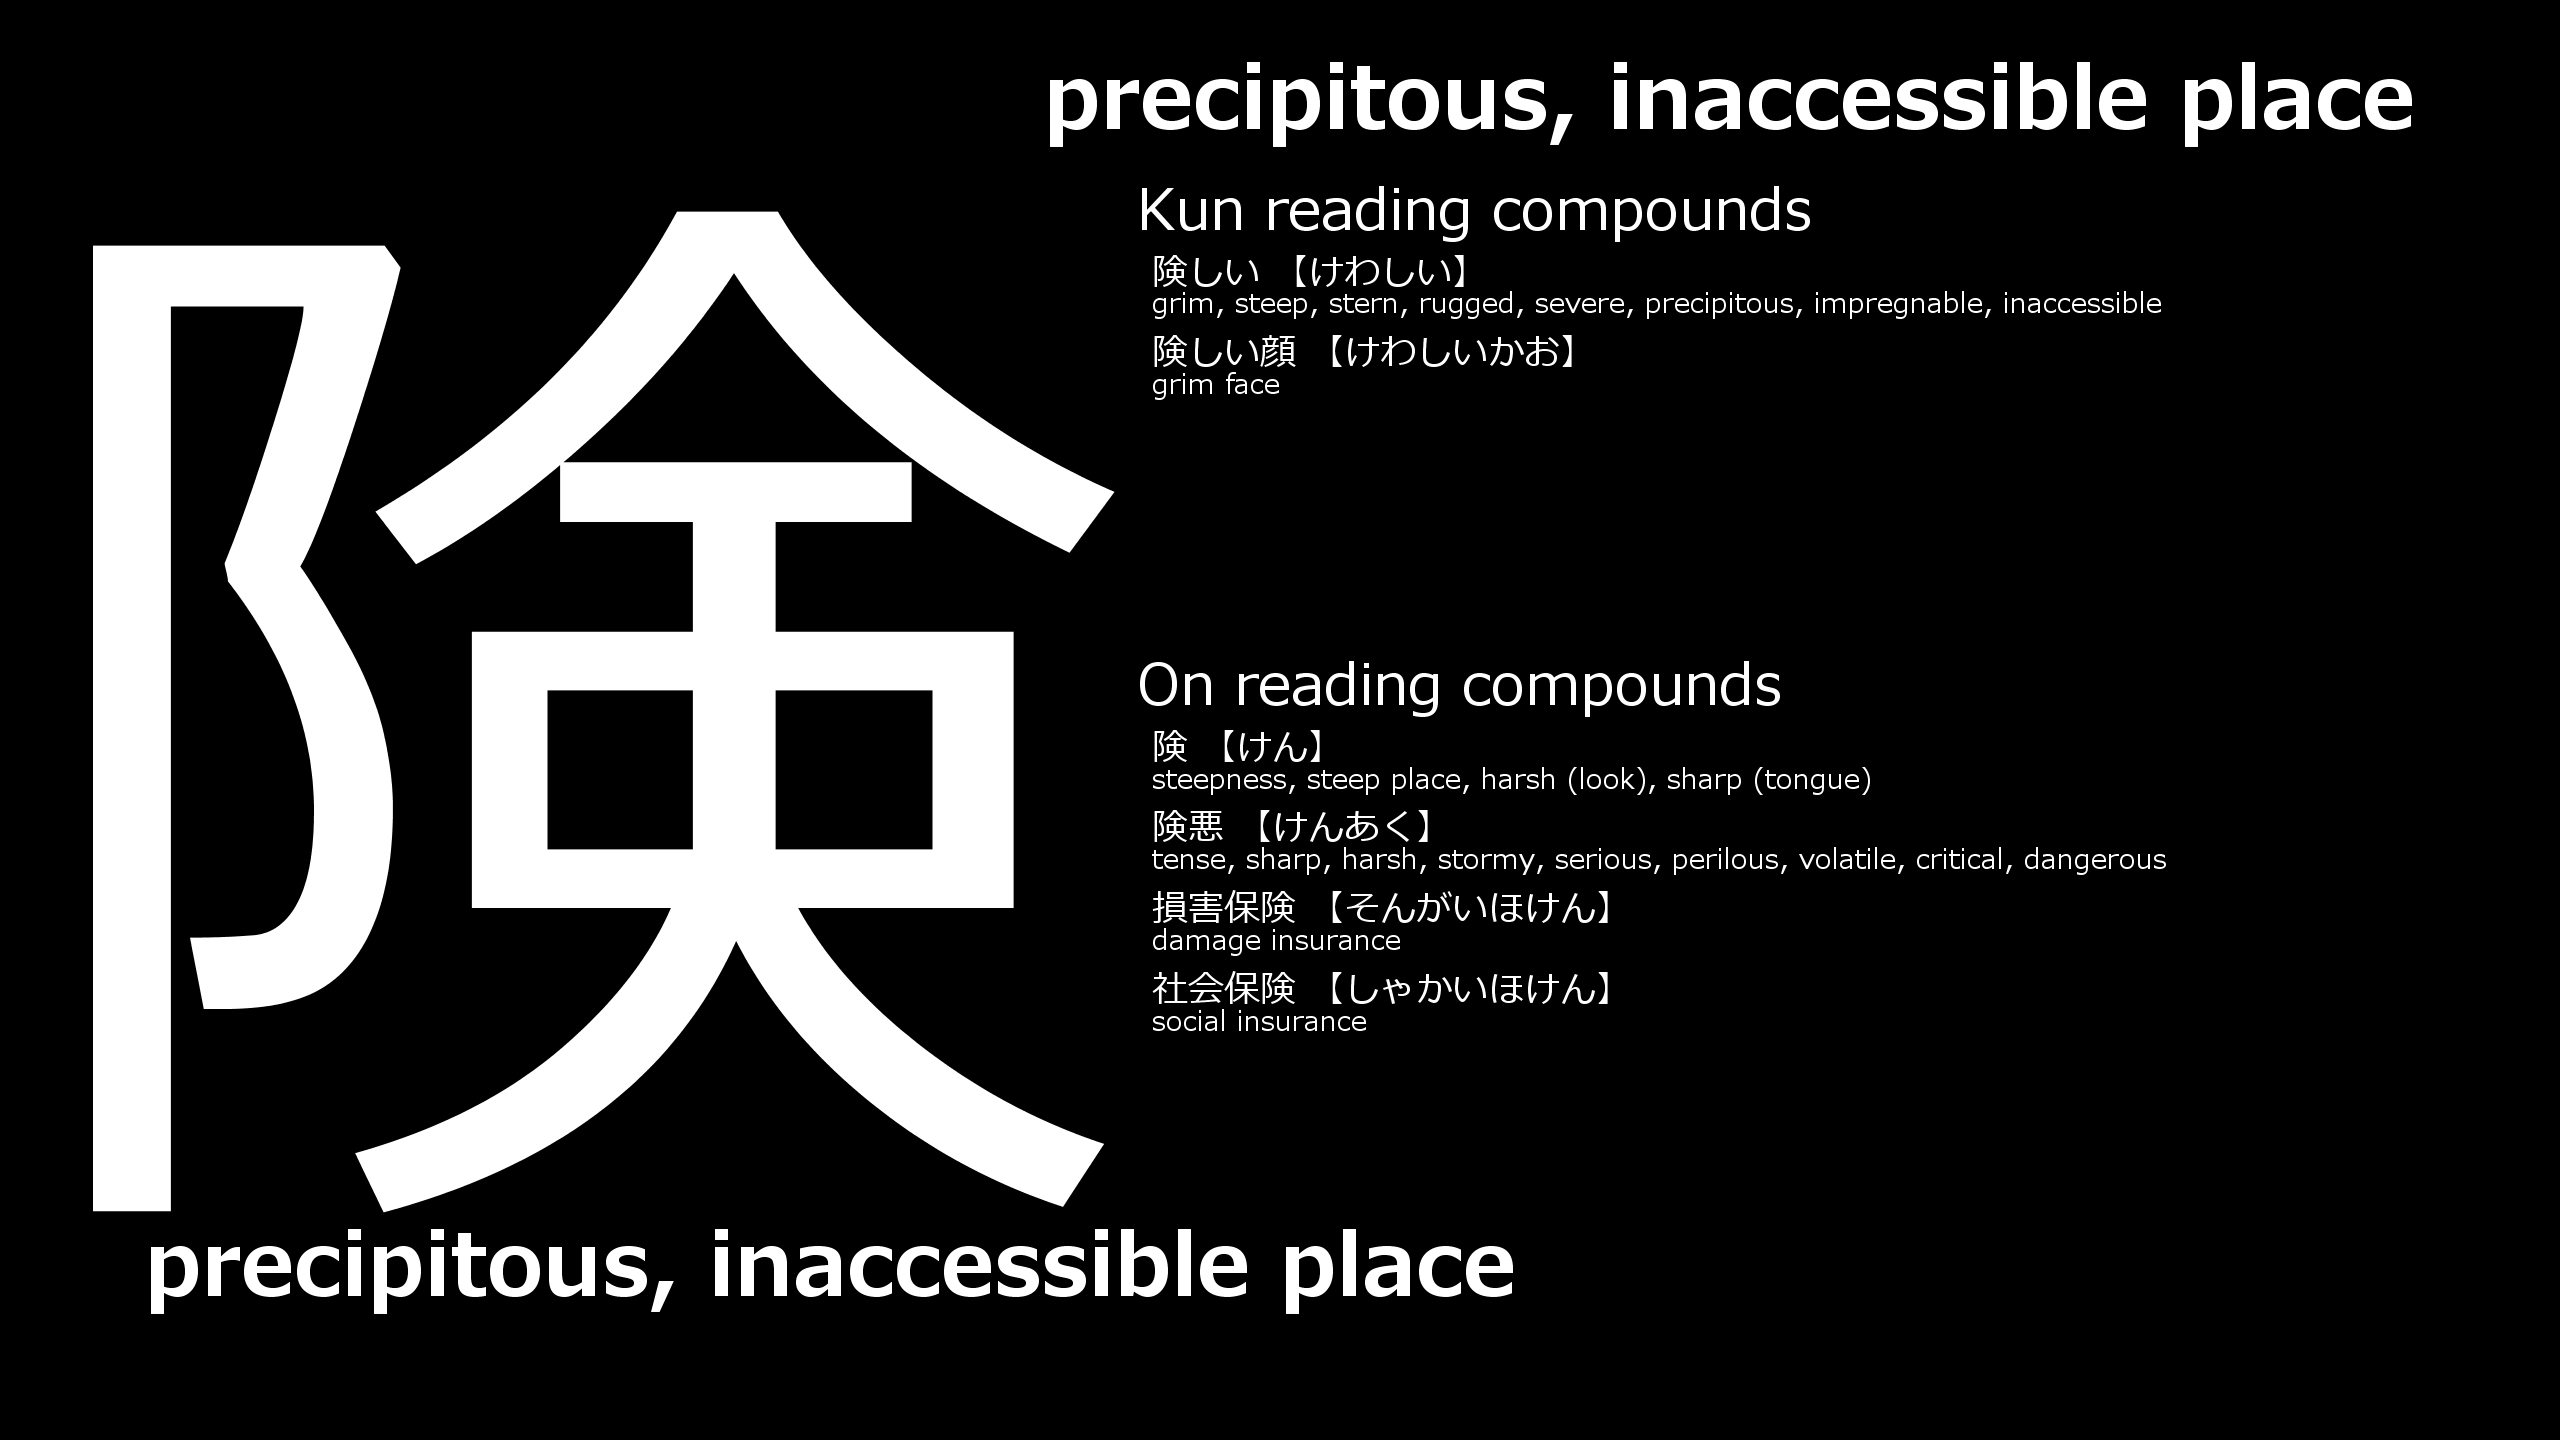 precipitous, inaccessible place
険
Kun reading compounds
険しい 【けわしい】
grim, steep, stern, rugged, severe, precipitous, impregnable, inaccessible
険しい顔 【けわしいかお】
grim face
On reading compounds
険 【けん】
steepness, steep place, harsh (look), sharp (tongue)
険悪 【けんあく】
tense, sharp, harsh, stormy, serious, perilous, volatile, critical, dangerous
損害保険 【そんがいほけん】
damage insurance
社会保険 【しゃかいほけん】
social insurance
precipitous, inaccessible place